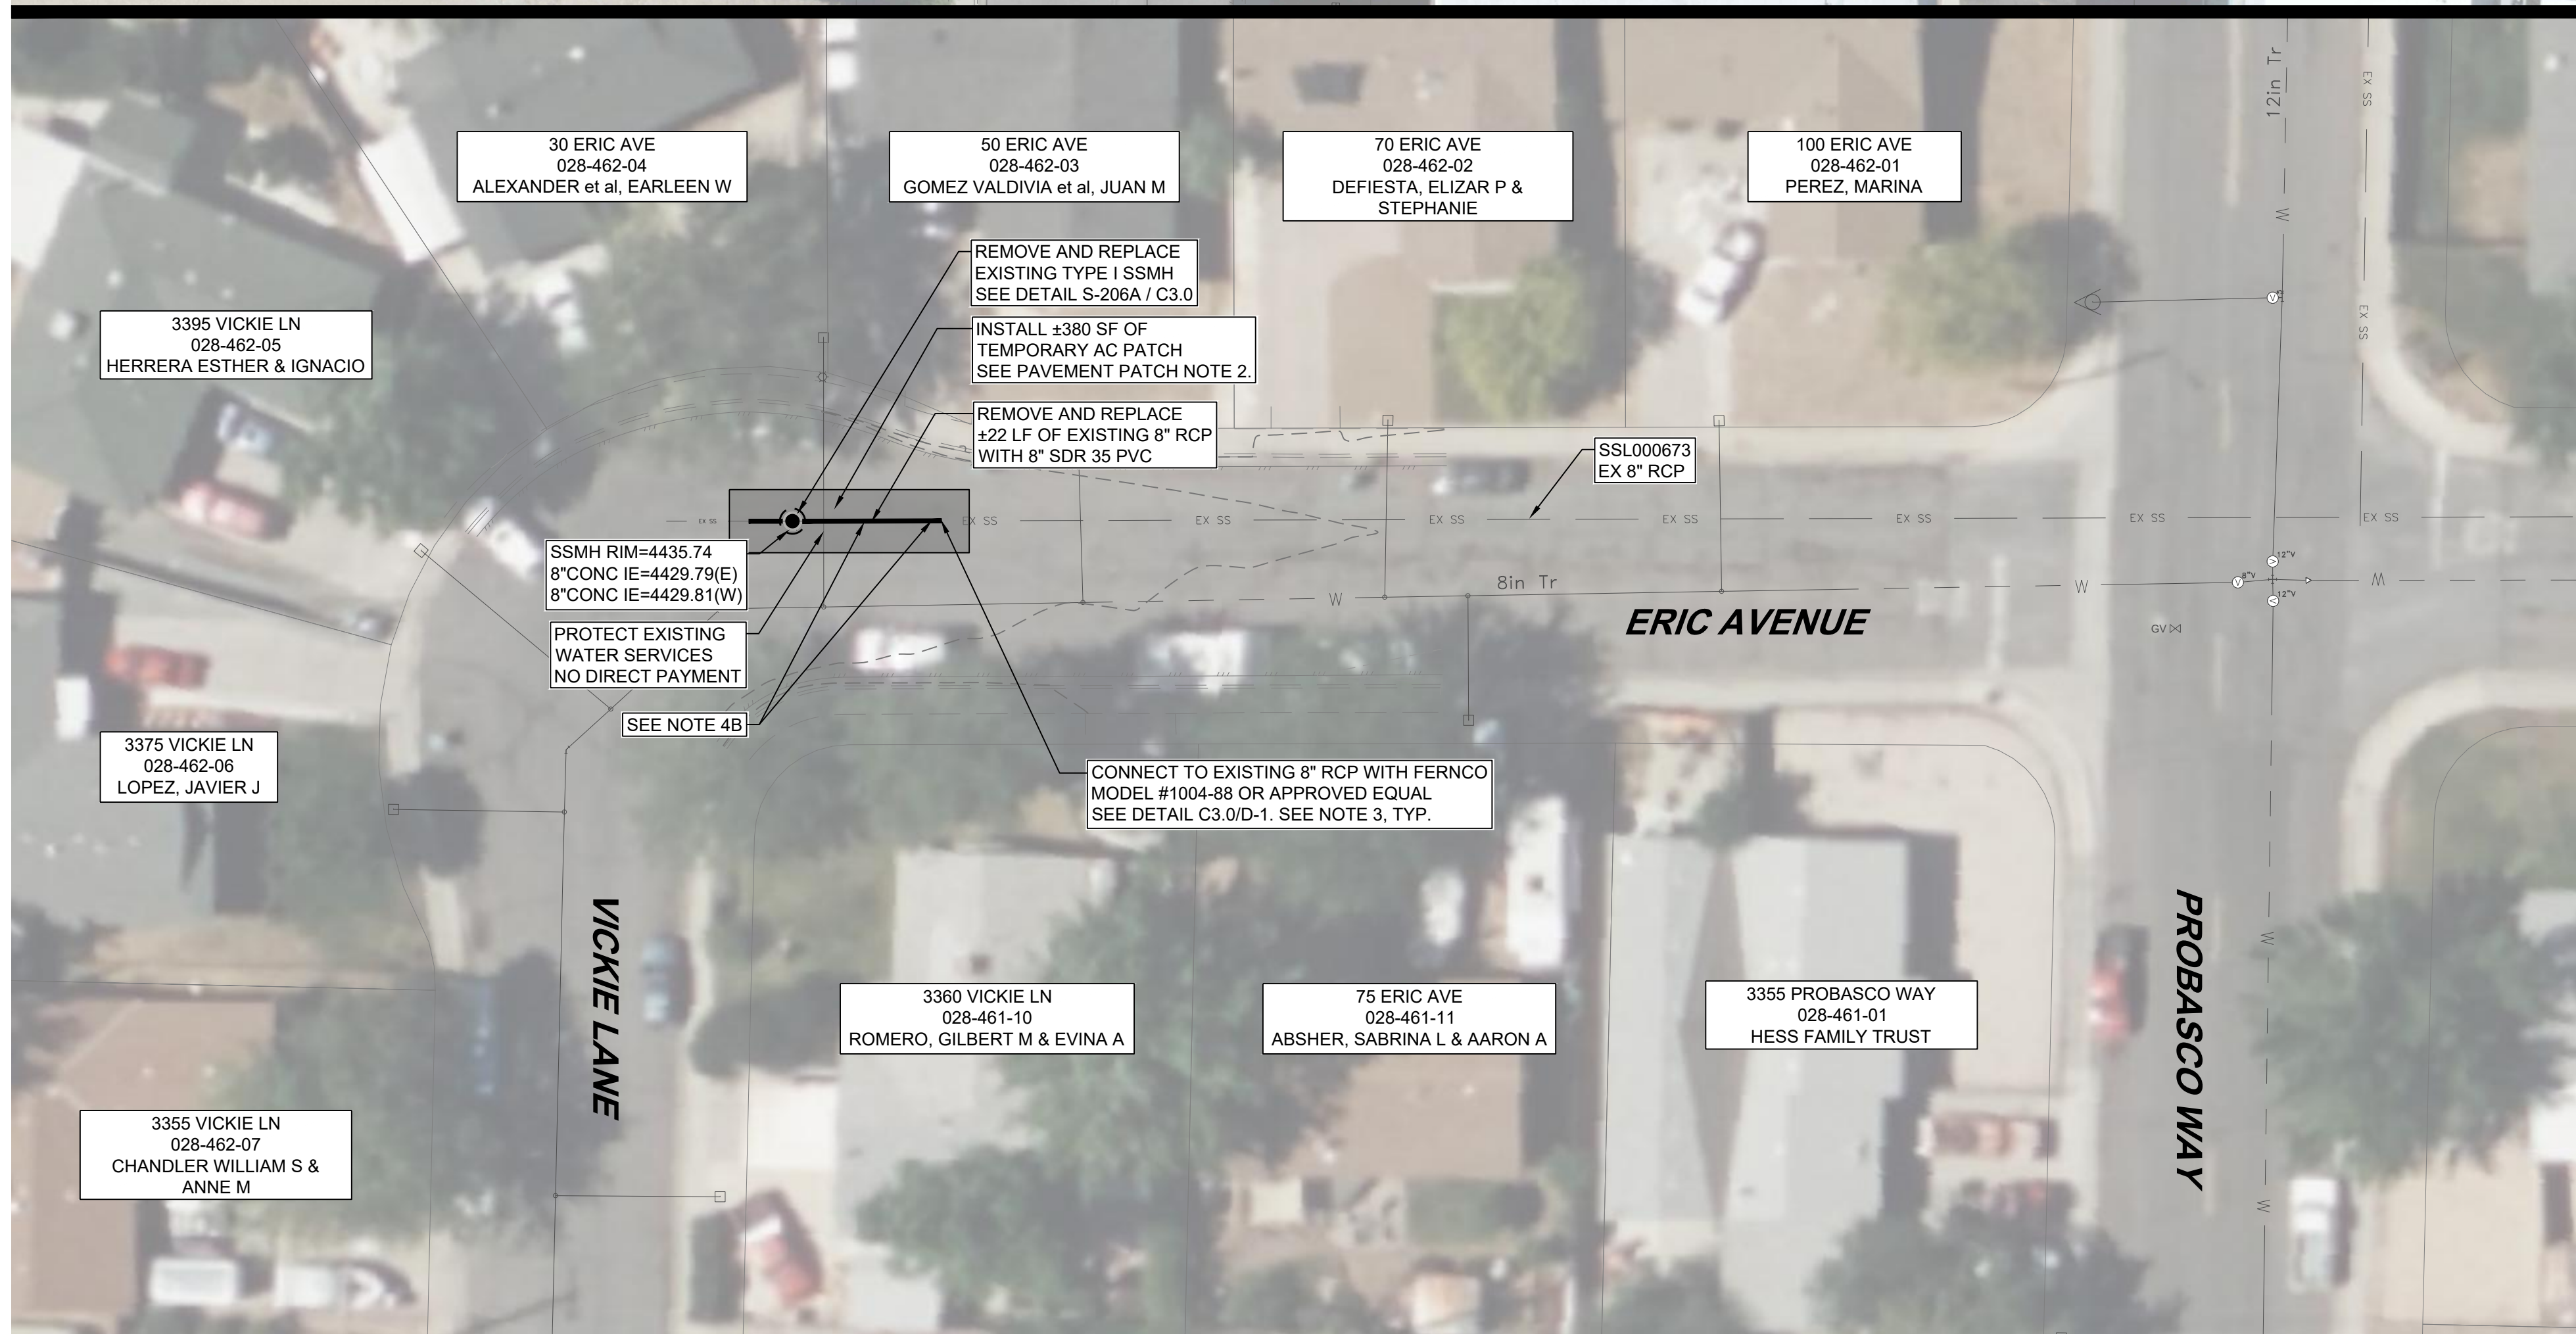 12in Tr
EX SS
W
EX SS
30 ERIC AVE
028-462-04
ALEXANDER et al, EARLEEN W
50 ERIC AVE
028-462-03
GOMEZ VALDIVIA et al, JUAN M
70 ERIC AVE
028-462-02
DEFIESTA, ELIZAR P &
STEPHANIE
100 ERIC AVE
028-462-01
PEREZ, MARINA
REMOVE AND REPLACE
EXISTING TYPE I SSMH
SEE DETAIL S-206A / C3.0
INSTALL ±380 SF OF
TEMPORARY AC PATCH
SEE PAVEMENT PATCH NOTE 2.
REMOVE AND REPLACE
±22 LF OF EXISTING 8" RCP
WITH 8" SDR 35 PVC
3395 VICKIE LN
028-462-05
HERRERA ESTHER & IGNACIO
V
SSL000673
EX 8" RCP
EX SS
EX SS
EX SS
EX SS
EX SS
EX SS
EX SS
EX SS
SSMH RIM=4435.74
8"CONC IE=4429.79(E)
8"CONC IE=4429.81(W)
PROTECT EXISTING
WATER SERVICES
NO DIRECT PAYMENT
SEE NOTE 4B
W
8in Tr
W
V
8"V
V
12"V
V
12"V
W
GV
ERIC AVENUE
CONNECT TO EXISTING 8" RCP WITH FERNCO
MODEL #1004-88 OR APPROVED EQUAL
SEE DETAIL C3.0/D-1. SEE NOTE 3, TYP.
3375 VICKIE LN
028-462-06
LOPEZ, JAVIER J
VICKIE LANE
PROBASCO WAY
W
W
3360 VICKIE LN
028-461-10
ROMERO, GILBERT M & EVINA A
75 ERIC AVE
028-461-11
ABSHER, SABRINA L & AARON A
3355 PROBASCO WAY
028-461-01
HESS FAMILY TRUST
3355 VICKIE LN
028-462-07
CHANDLER WILLIAM S &
ANNE M